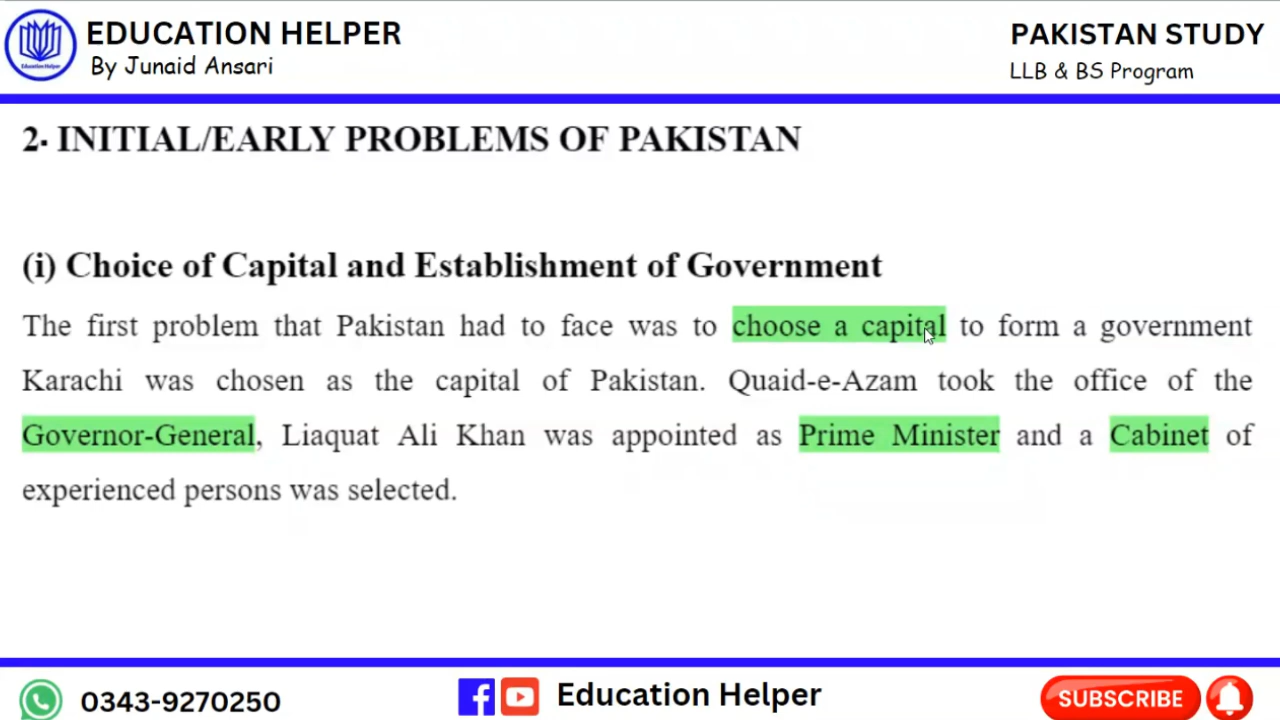 EDUCATION HELPER
By Junaid Ansari
Education Helper
PAKISTAN STUDY
LLB & BS Program
2- INITIAL/EARLY PROBLEMS OF PAKISTAN
(i) Choice of Capital and Establishment of Government
The first problem that Pakistan had to face was to choose a capital to form a government
Karachi was chosen as the capital of Pakistan. Quaid-e-Azam took the office of the
Governor-General, Liaquat Ali Khan was appointed as Prime Minister and a Cabinet of
experienced persons was selected.
0343-9270250
Education Helper
SUBSCRIBE